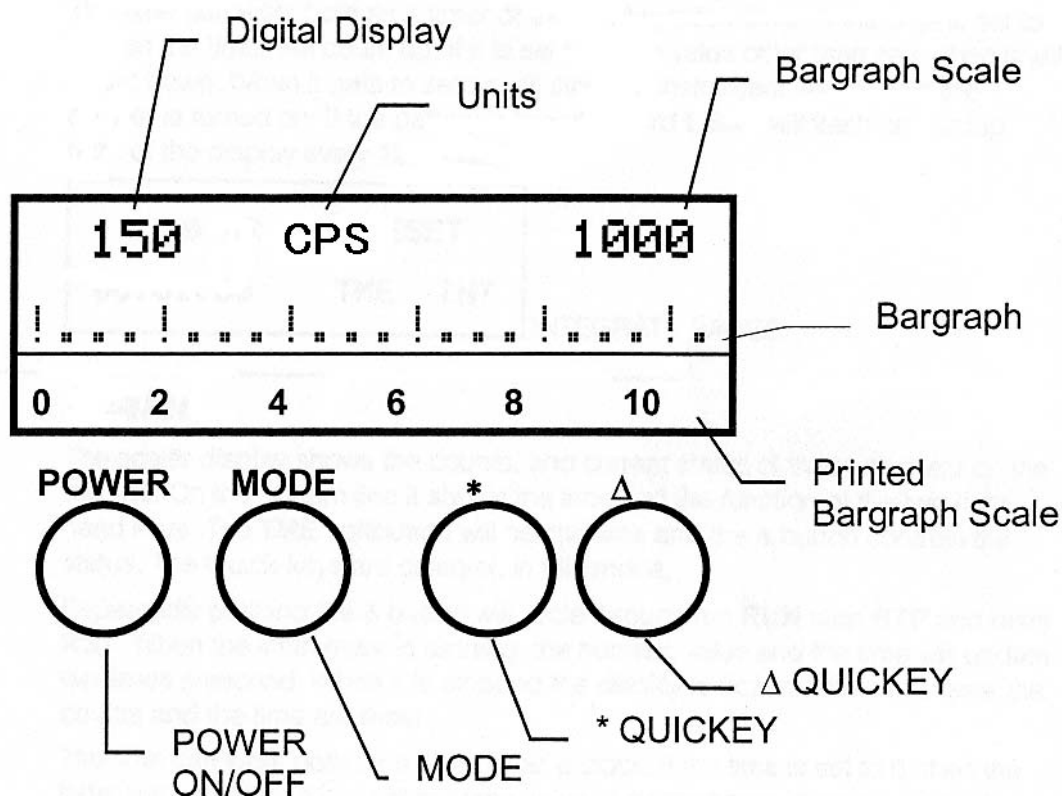 Digital Display
Units
Bargraph Scale
150 CPS 1000
Bargraph
0 2 4 6 8 10
Printed
Bargraph Scale
POWER MODE * Δ
Δ QUICKEY
* QUICKEY
POWER
ON/OFF
MODE